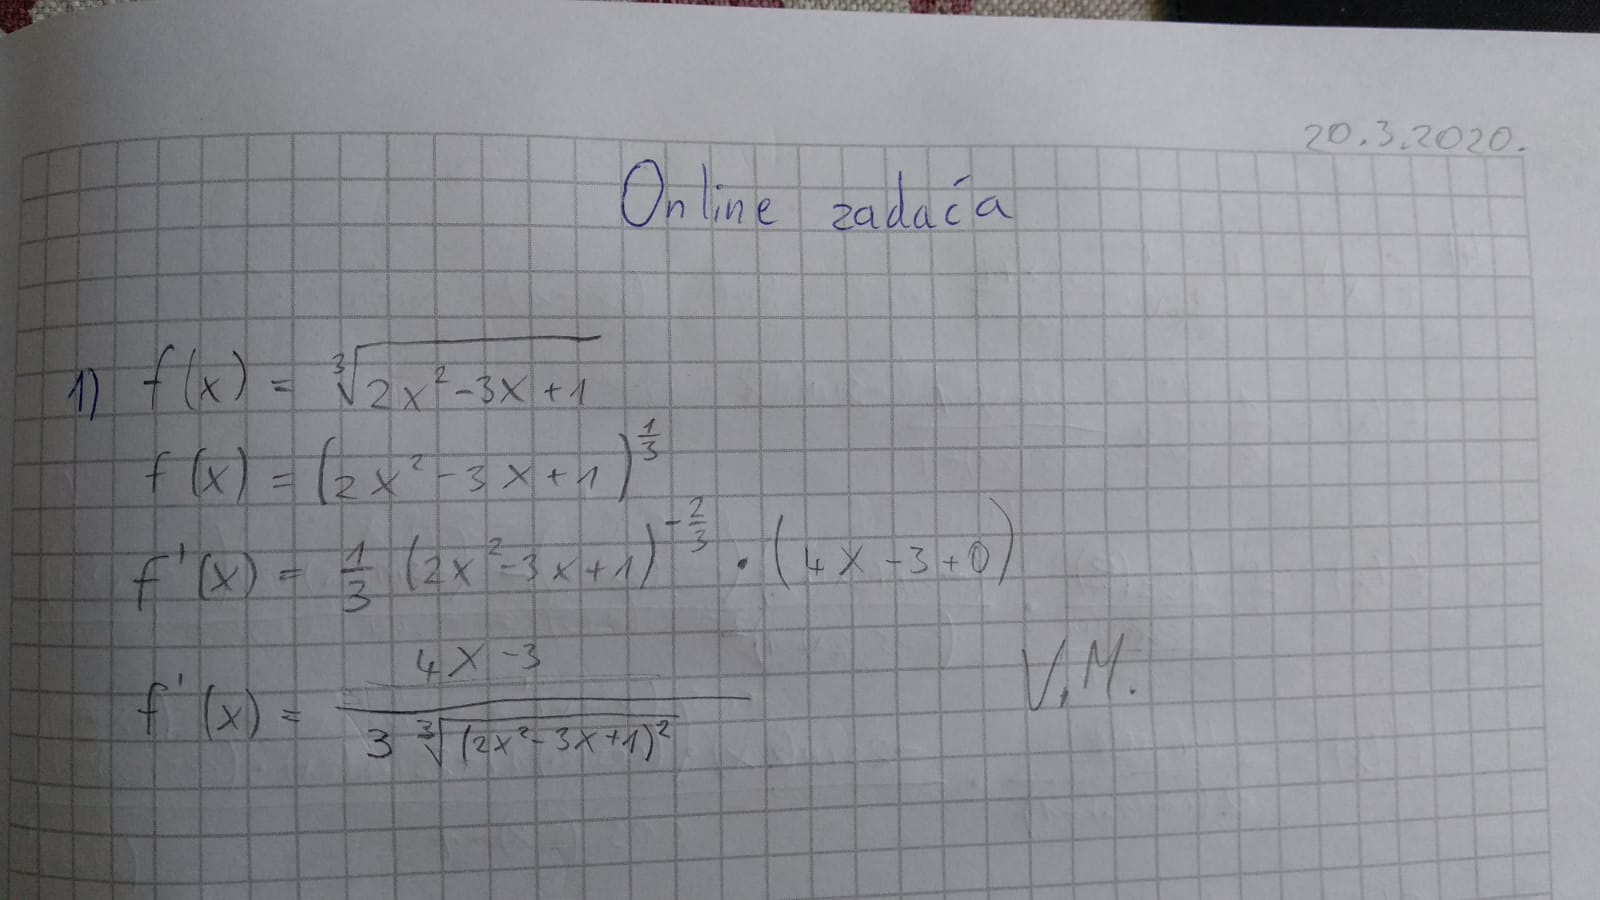 20.3.2020.
Online zadaća
1) f(x) = ∛(2x²-3x+1)
f(x) = (2x²-3x+1)^(1/3)
f'(x) = 1/3 (2x²-3x+1)^(-2/3) · (4x-3+0)
f'(x) = (4x-3)/(3 ∛((2x²-3x+1)²))
V.M.